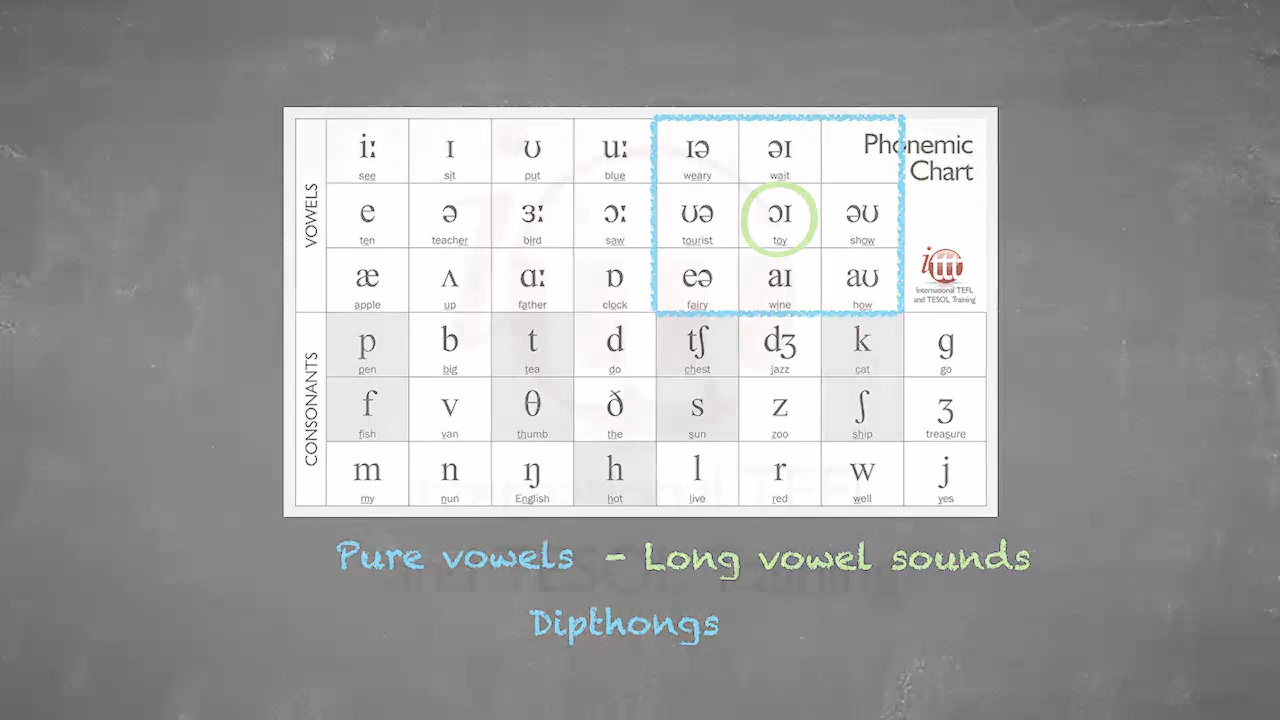 iː ɪ ʊ uː ɪə əɪ Phonemic
see sit put blue weary wait Chart
VOWELS
e ə ɜː ɔː ʊə ɔɪ əʊ
ten teacher bird saw tourist toy show
æ ʌ ɑː ɒ eə aɪ aʊ
ittt
International TEFL
and TESOL Training
apple up father clock fairy wine how
p b t d tʃ dʒ k g
pen big tea do chest jazz cat go
CONSONANTS
f v θ ð s z ʃ ʒ
fish van thumb the sun zoo ship treasure
m n ŋ h l r w j
my nun English hot live red well yes
Pure vowels - Long vowel sounds
Dipthongs